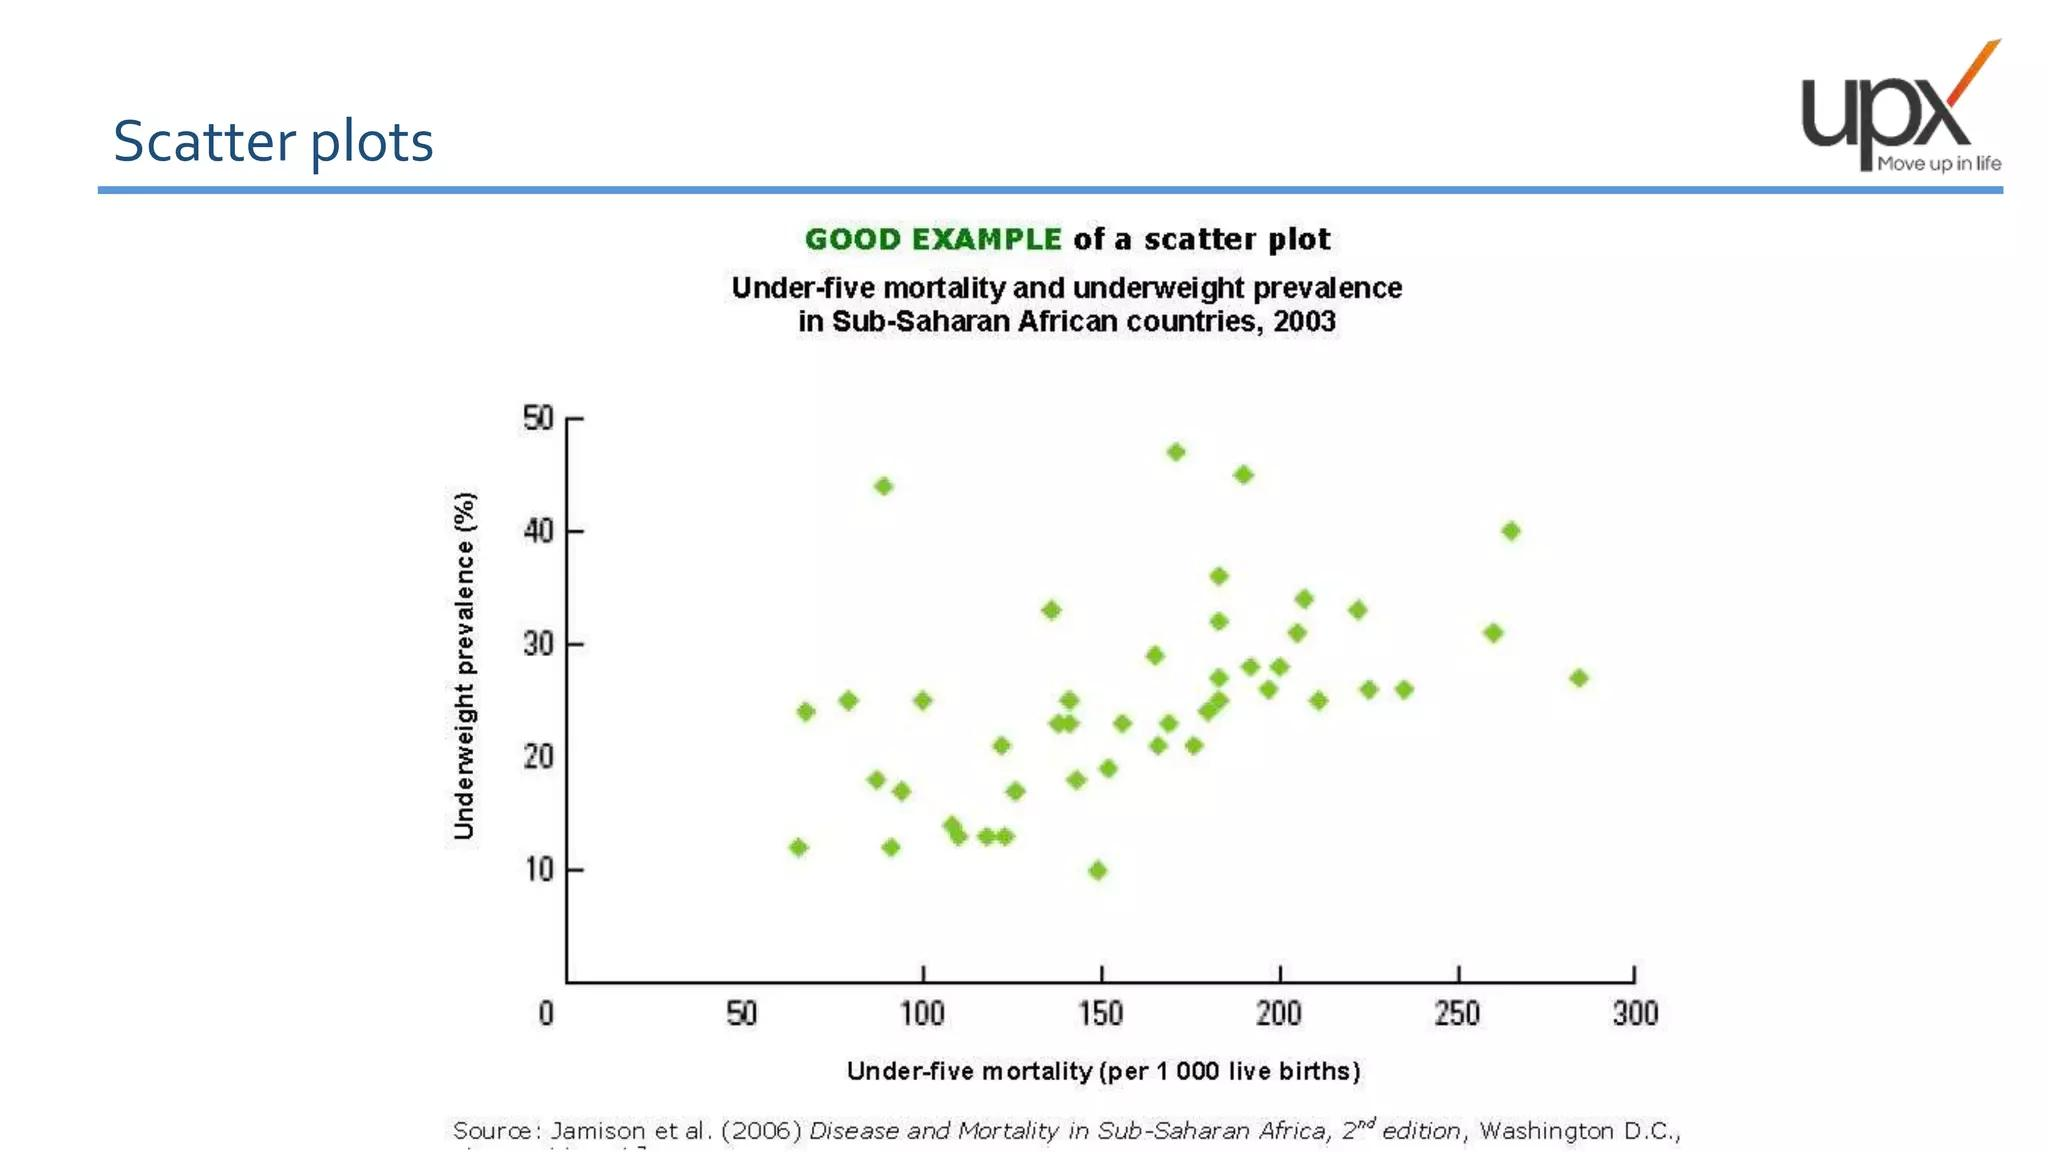 Scatter plots
upx
Move up in life
GOOD EXAMPLE of a scatter plot
Under-five mortality and underweight prevalence
in Sub-Saharan African countries, 2003
Underweight prevalence (%)
50
40
30
20
10
0 50 100 150 200 250 300
Under-five mortality (per 1 000 live births)
Source: Jamison et al. (2006) Disease and Mortality in Sub-Saharan Africa, 2nd edition, Washington D.C.,